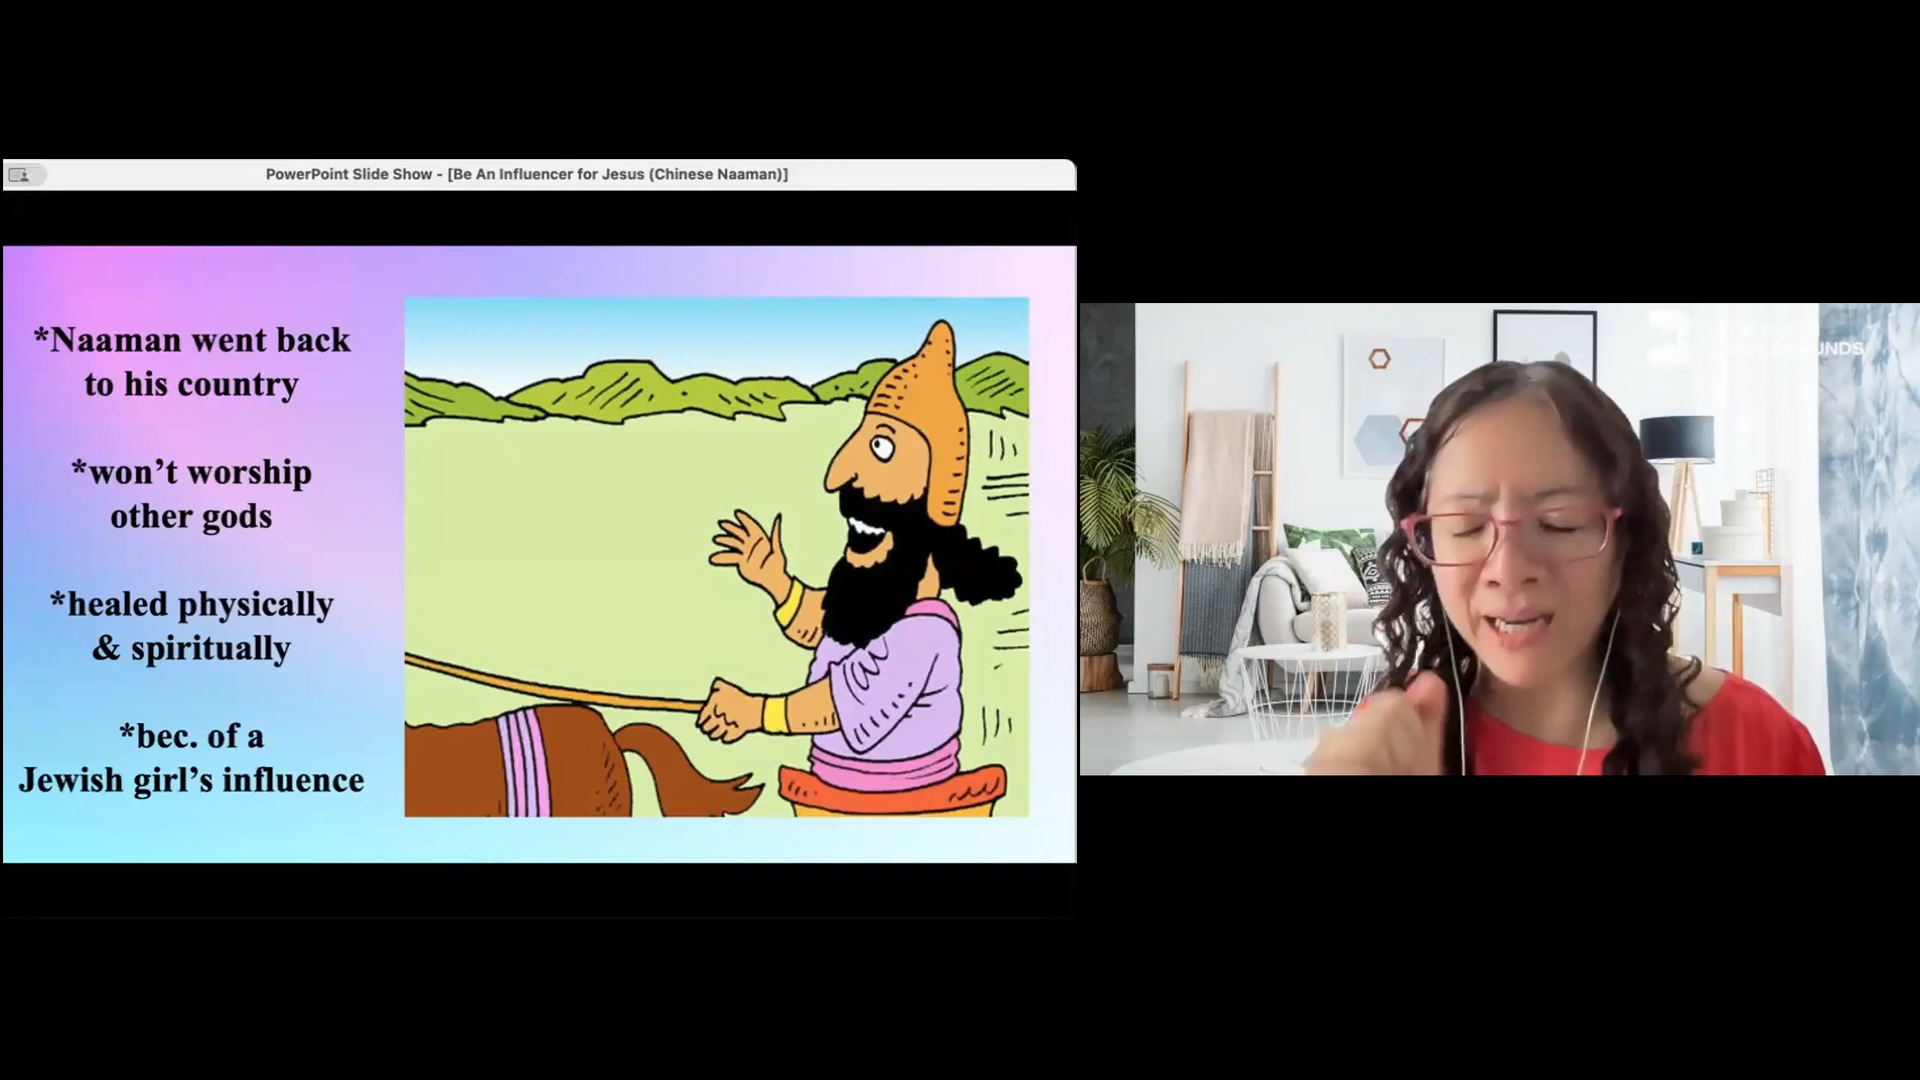 PowerPoint Slide Show - [Be An Influencer for Jesus (Chinese Naaman)]
*Naaman went back
to his country
*won’t worship
other gods
*healed physically
& spiritually
*bec. of a
Jewish girl’s influence